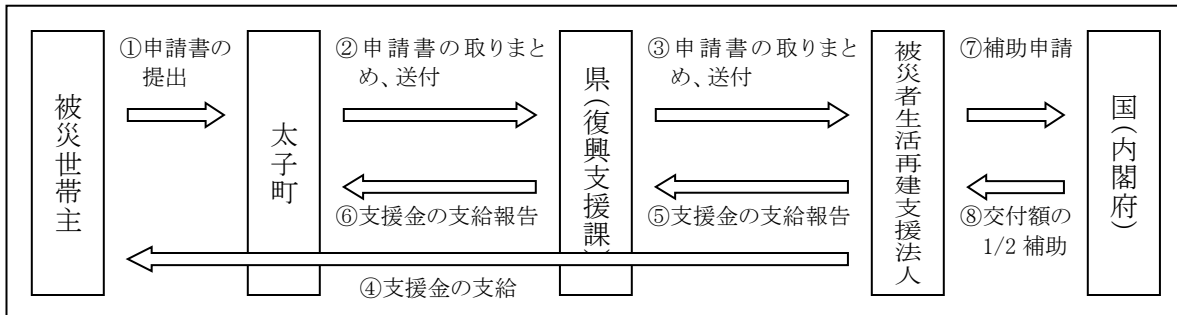 ①申請書の
提出
②申請書の取りまと
め、送付
③申請書の取りまと
め、送付
⑦補助申請
被災世帯主
太子町
県(復興支援課)
被災者生活再建支援法人
国(内閣府)
⑥支援金の支給報告
⑤支援金の支給報告
⑧交付額の
1/2 補助
④支援金の支給